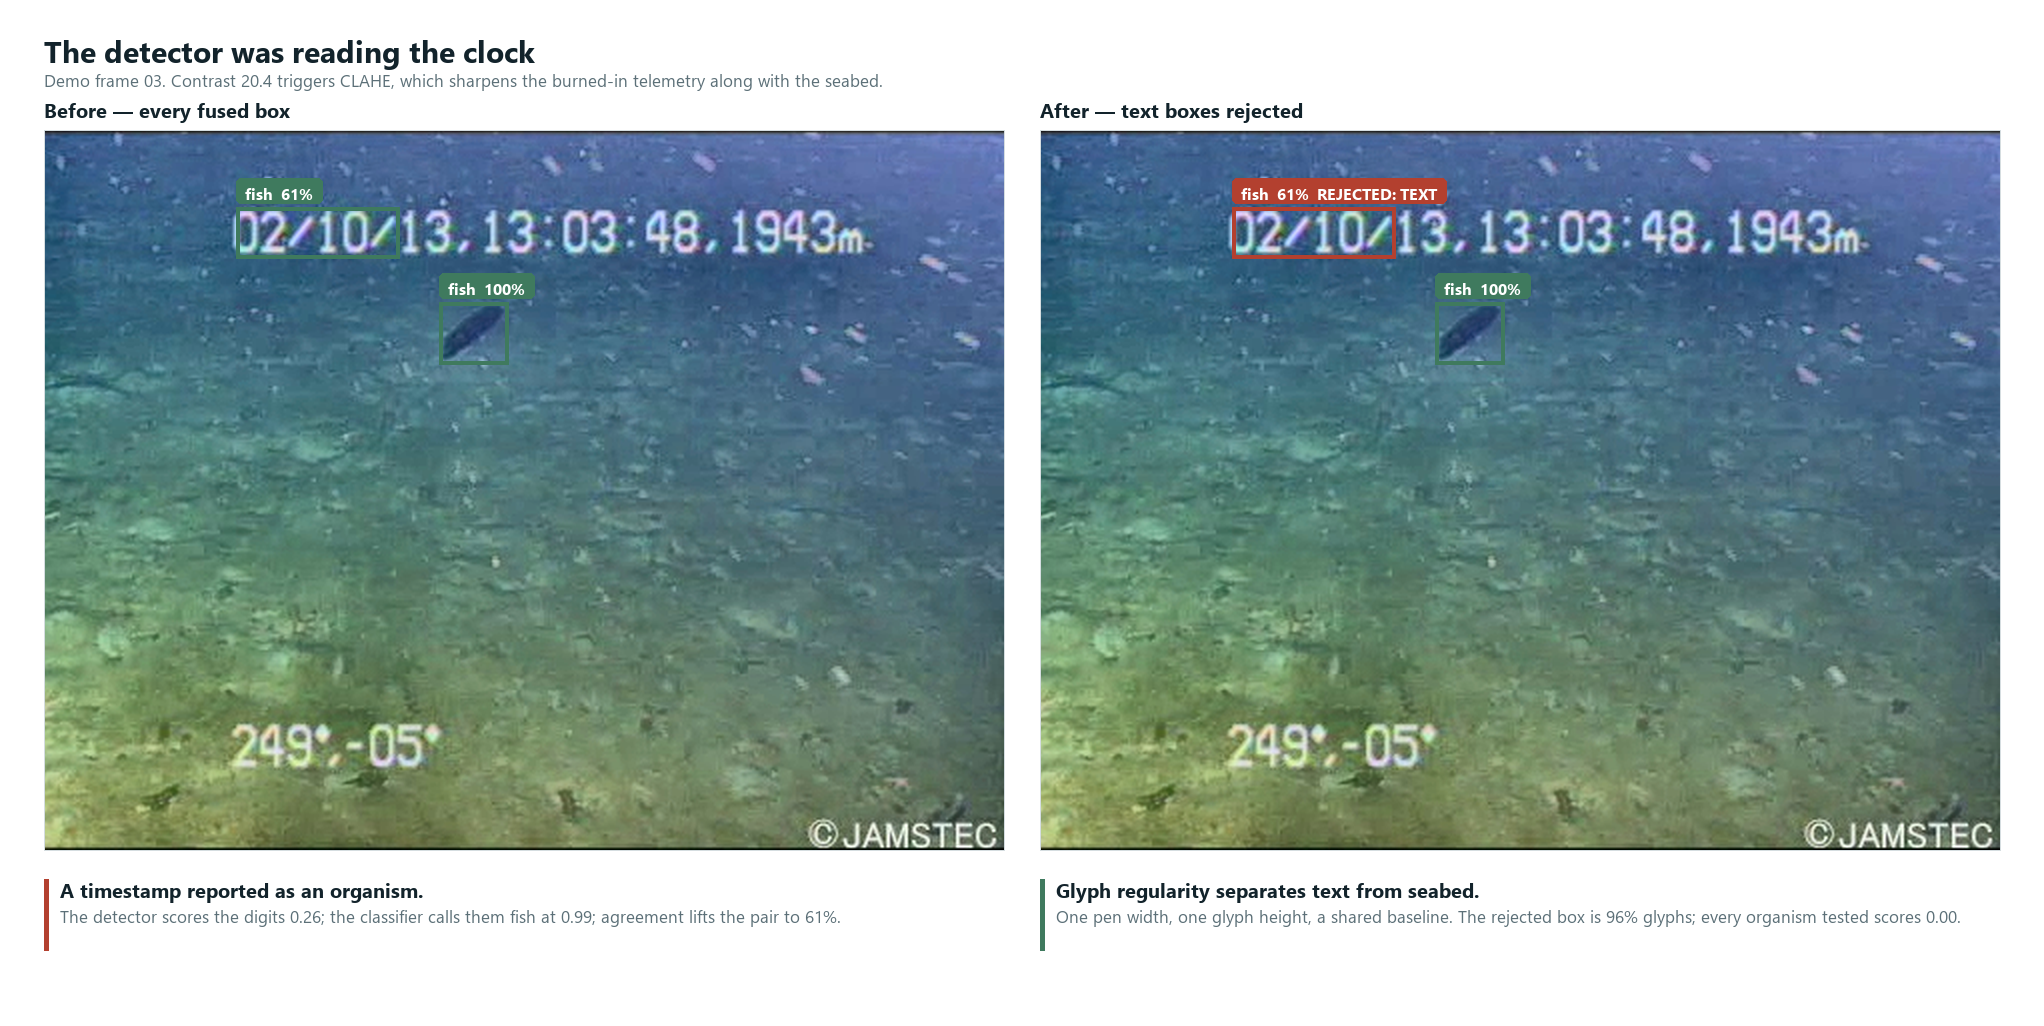 The detector was reading the clock
Demo frame 03. Contrast 20.4 triggers CLAHE, which sharpens the burned-in telemetry along with the seabed.
Before — every fused box
fish 61%
02/10/13,13:03:48,1943m
fish 100%
249°,-05°
©JAMSTEC
A timestamp reported as an organism.
The detector scores the digits 0.26; the classifier calls them fish at 0.99; agreement lifts the pair to 61%.
After — text boxes rejected
fish 61% REJECTED: TEXT
02/10/13,13:03:48,1943m
fish 100%
249°,-05°
©JAMSTEC
Glyph regularity separates text from seabed.
One pen width, one glyph height, a shared baseline. The rejected box is 96% glyphs; every organism tested scores 0.00.